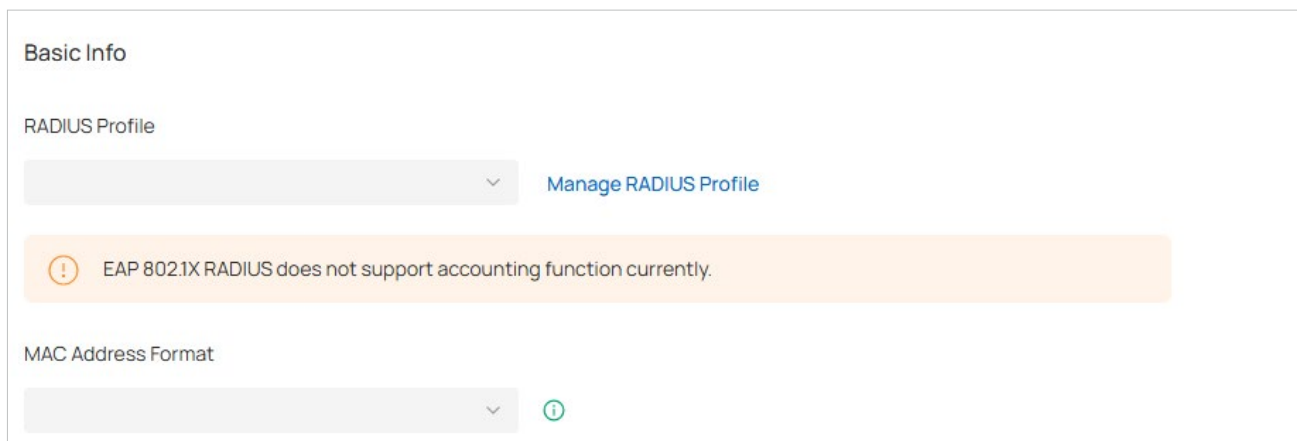 Basic Info
RADIUS Profile
Manage RADIUS Profile
EAP 802.1X RADIUS does not support accounting function currently.
MAC Address Format